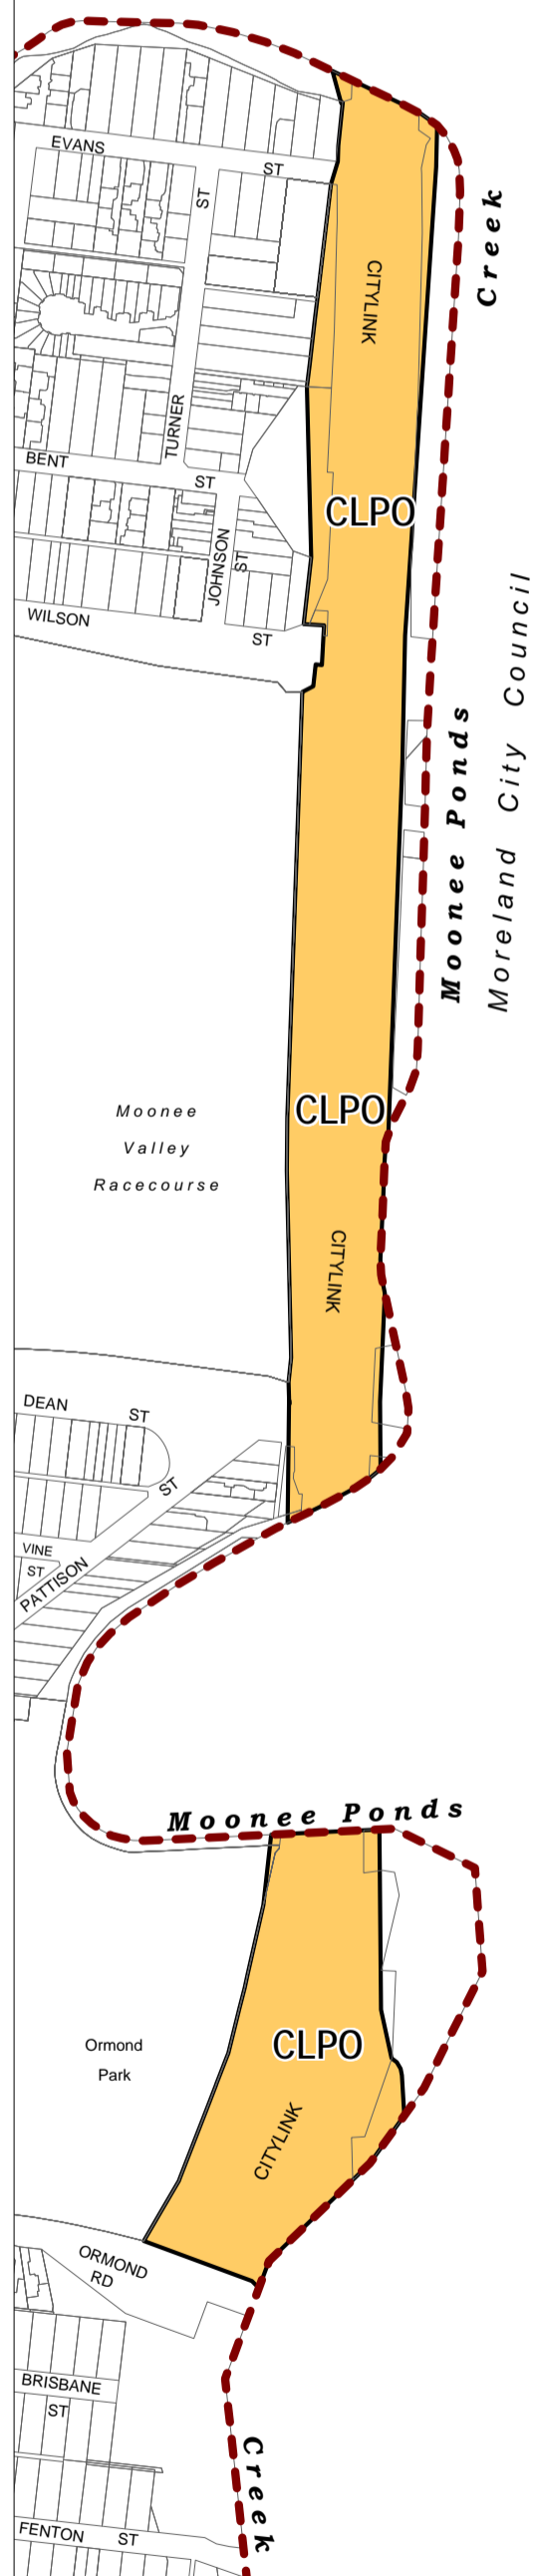 EVANS
ST
ST
Creek
CITYLINK
TURNER
BENT
ST
CLPO
JOHNSON
ST
WILSON
ST
Moonee Ponds
Moreland City Council
CLPO
Moonee
Valley
Racecourse
CITYLINK
DEAN
ST
ST
VINE
ST
PATTISON
Moonee Ponds
CLPO
Ormond
Park
CITYLINK
ORMOND
RD
BRISBANE
ST
Creek
FENTON ST